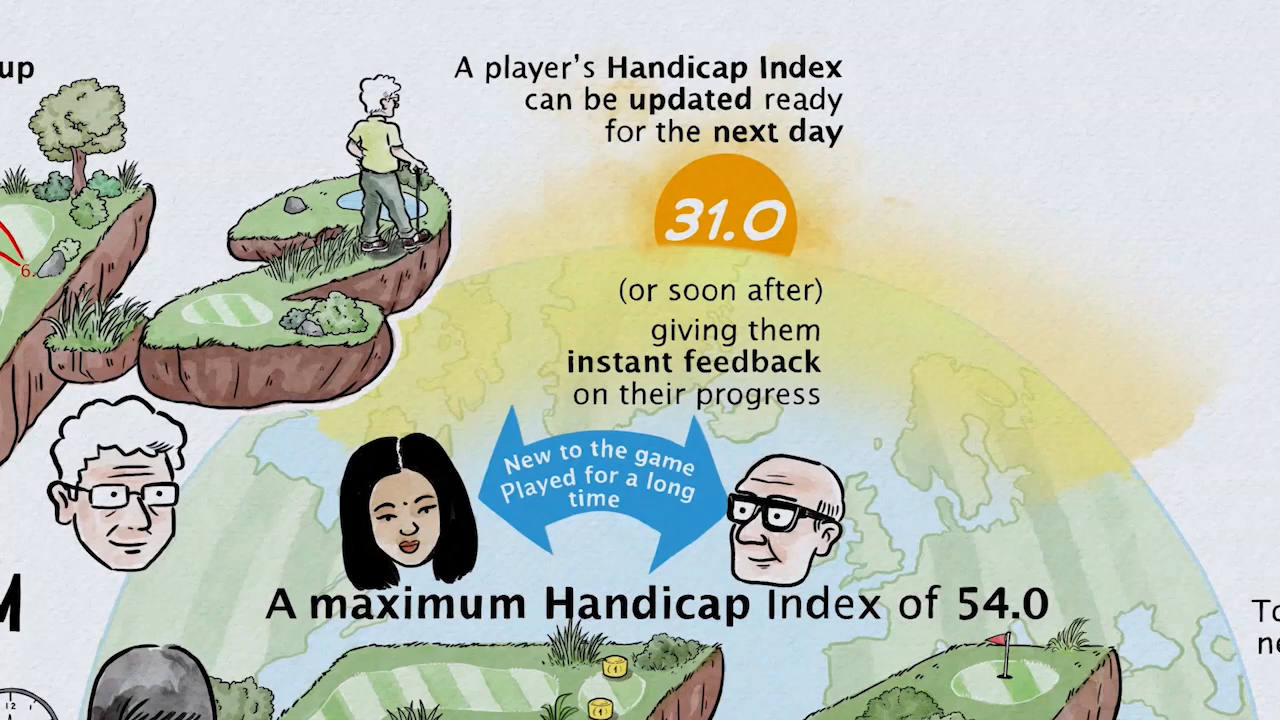 up
A player's Handicap Index
can be updated ready
for the next day
31.0
(or soon after)
giving them
instant feedback
on their progress
6.
New to the game
Played for a long
time
A maximum Handicap Index of 54.0
M
To
ne
12